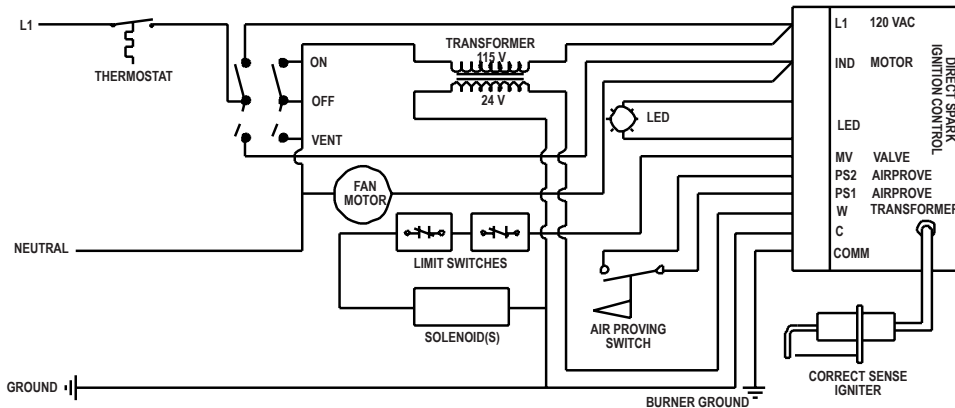 L1
THERMOSTAT
ON
OFF
VENT
TRANSFORMER
115 V
24 V
LED
L1 120 VAC
IND MOTOR
LED
MV VALVE
PS2 AIRPROVE
PS1 AIRPROVE
W TRANSFORMER
C
COMM
DIRECT SPARK
IGNITION CONTROL
FAN
MOTOR
NEUTRAL
LIMIT SWITCHES
SOLENOID(S)
AIR PROVING
SWITCH
CORRECT SENSE
IGNITER
GROUND
BURNER GROUND